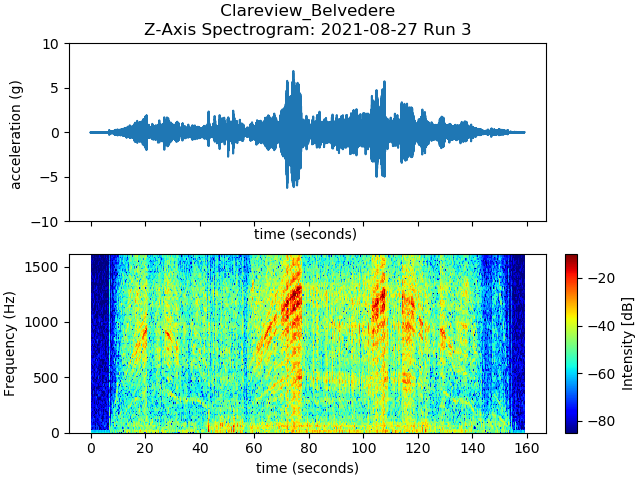 Clareview_Belvedere
Z-Axis Spectrogram: 2021-08-27 Run 3
acceleration (g)
10
5
0
−5
−10
time (seconds)
Frequency (Hz)
1500
1000
500
0
0 20 40 60 80 100 120 140 160
time (seconds)
−20
−40
−60
−80
Intensity [dB]